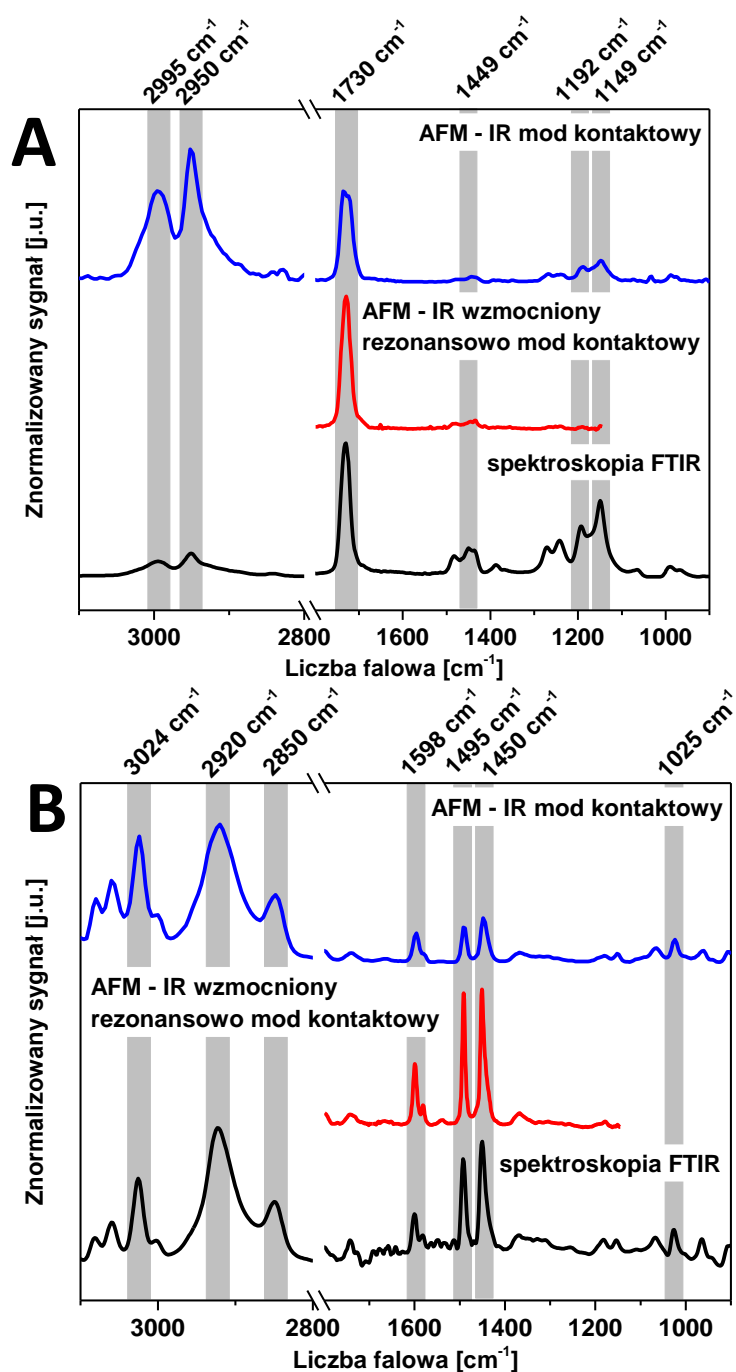 2995 cm⁻¹
2950 cm⁻¹
1730 cm⁻¹
1449 cm⁻¹
1192 cm⁻¹
1149 cm⁻¹
A
AFM - IR mod kontaktowy
AFM - IR wzmocniony
rezonansowo mod kontaktowy
spektroskopia FTIR
Znormalizowany sygnał [j.u.]
3000 2800 1600 1400 1200 1000
Liczba falowa [cm⁻¹]
3024 cm⁻¹
2920 cm⁻¹
2850 cm⁻¹
1598 cm⁻¹
1495 cm⁻¹
1450 cm⁻¹
1025 cm⁻¹
B
AFM - IR mod kontaktowy
AFM - IR wzmocniony
rezonansowo mod kontaktowy
spektroskopia FTIR
Znormalizowany sygnał [j.u.]
3000 2800 1600 1400 1200 1000
Liczba falowa [cm⁻¹]